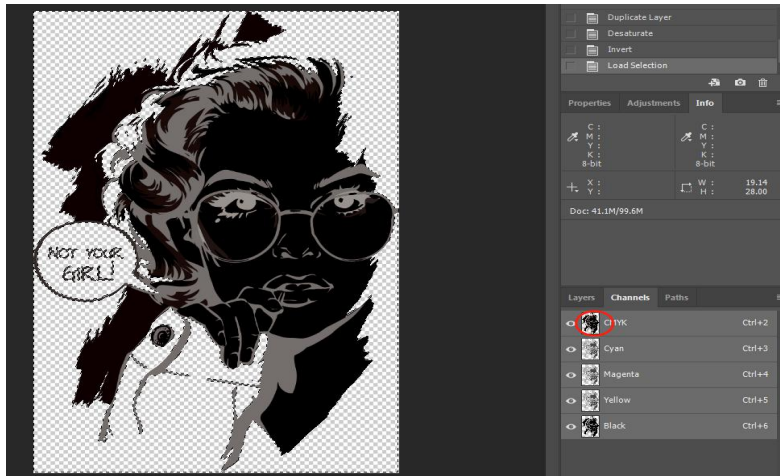 Duplicate Layer
Desaturate
Invert
Load Selection
Properties Adjustments Info
C :
M :
Y :
K :
8-bit
C :
M :
Y :
K :
8-bit
X :
Y :
W : 19.14
H : 28.00
Doc: 41.1M/99.6M
NOT YOUR
GIRL!
Layers Channels Paths
CMYK Ctrl+2
Cyan Ctrl+3
Magenta Ctrl+4
Yellow Ctrl+5
Black Ctrl+6